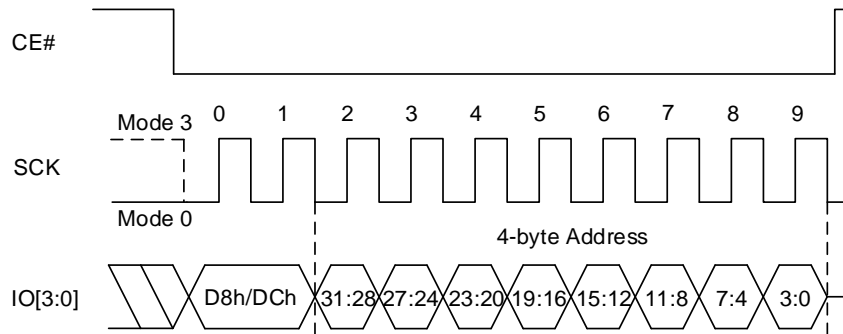 CE#
Mode 3
0 1 2 3 4 5 6 7 8 9
SCK
Mode 0
4-byte Address
IO[3:0]
D8h/DCh 31:28 27:24 23:20 19:16 15:12 11:8 7:4 3:0